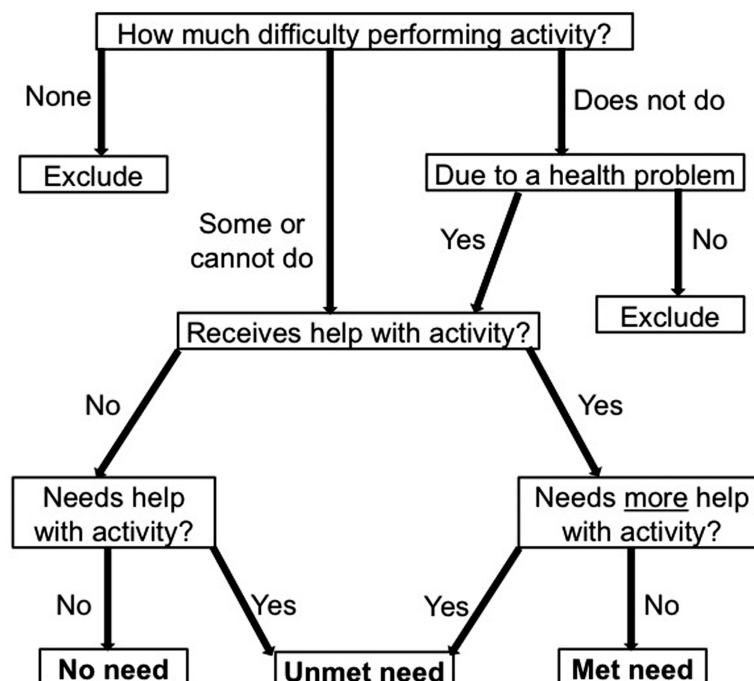 How much difficulty performing activity?
None
Does not do
Exclude
Due to a health problem
Some or
cannot do
Yes
No
Exclude
Receives help with activity?
No
Yes
Needs help
with activity?
Needs more help
with activity?
No
Yes
Yes
No
No need
Unmet need
Met need